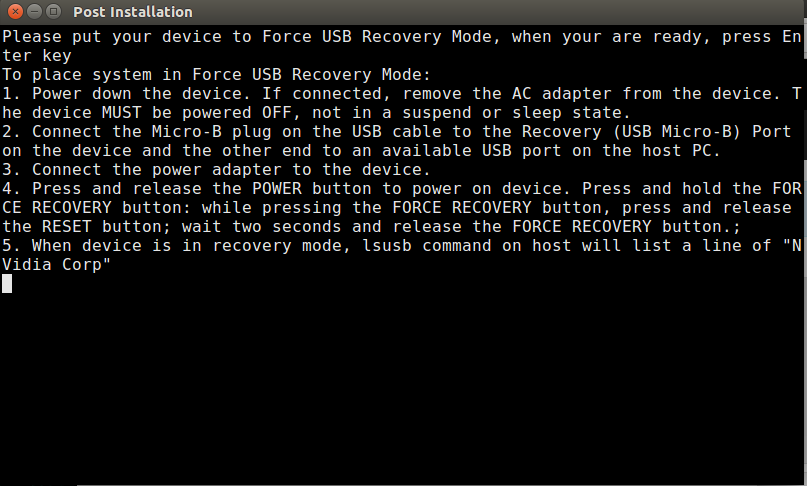 Post Installation
Please put your device to Force USB Recovery Mode, when your are ready, press En
ter key
To place system in Force USB Recovery Mode:
1. Power down the device. If connected, remove the AC adapter from the device. T
he device MUST be powered OFF, not in a suspend or sleep state.
2. Connect the Micro-B plug on the USB cable to the Recovery (USB Micro-B) Port
on the device and the other end to an available USB port on the host PC.
3. Connect the power adapter to the device.
4. Press and release the POWER button to power on device. Press and hold the FOR
CE RECOVERY button: while pressing the FORCE RECOVERY button, press and release
the RESET button; wait two seconds and release the FORCE RECOVERY button.;
5. When device is in recovery mode, lsusb command on host will list a line of "N
Vidia Corp"